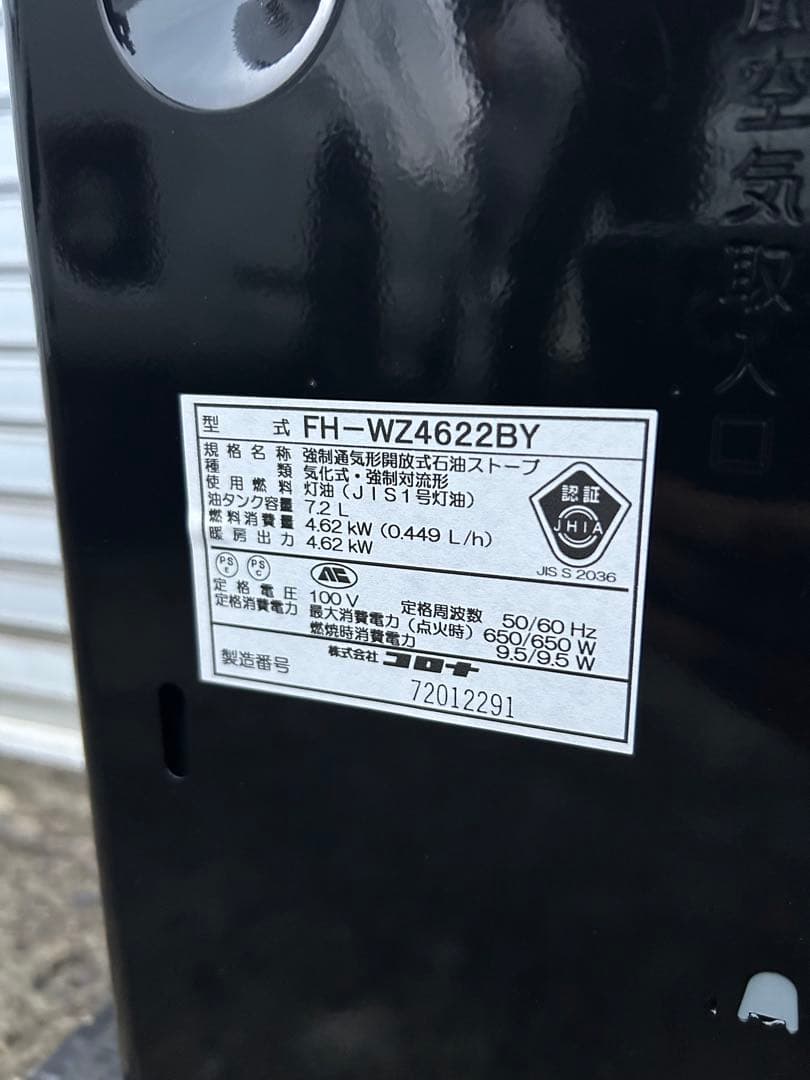 空気取入口
型 式 FH-WZ4622BY
規格名称 強制通気形開放式石油ストーブ
種 類 気化式・強制対流形
使用燃料 灯油(JIS1号灯油)
油タンク容量 7.2 L
燃料消費量 4.62 kW (0.449 L/h)
暖房出力 4.62 kW
認証
JHIA
JIS S 2036
PS E PS C
定格電圧 100 V 定格周波数 50/60 Hz
定格消費電力 最大消費電力(点火時) 650/650 W
燃焼時消費電力 9.5/9.5 W
株式会社 コロナ
製造番号 72012291